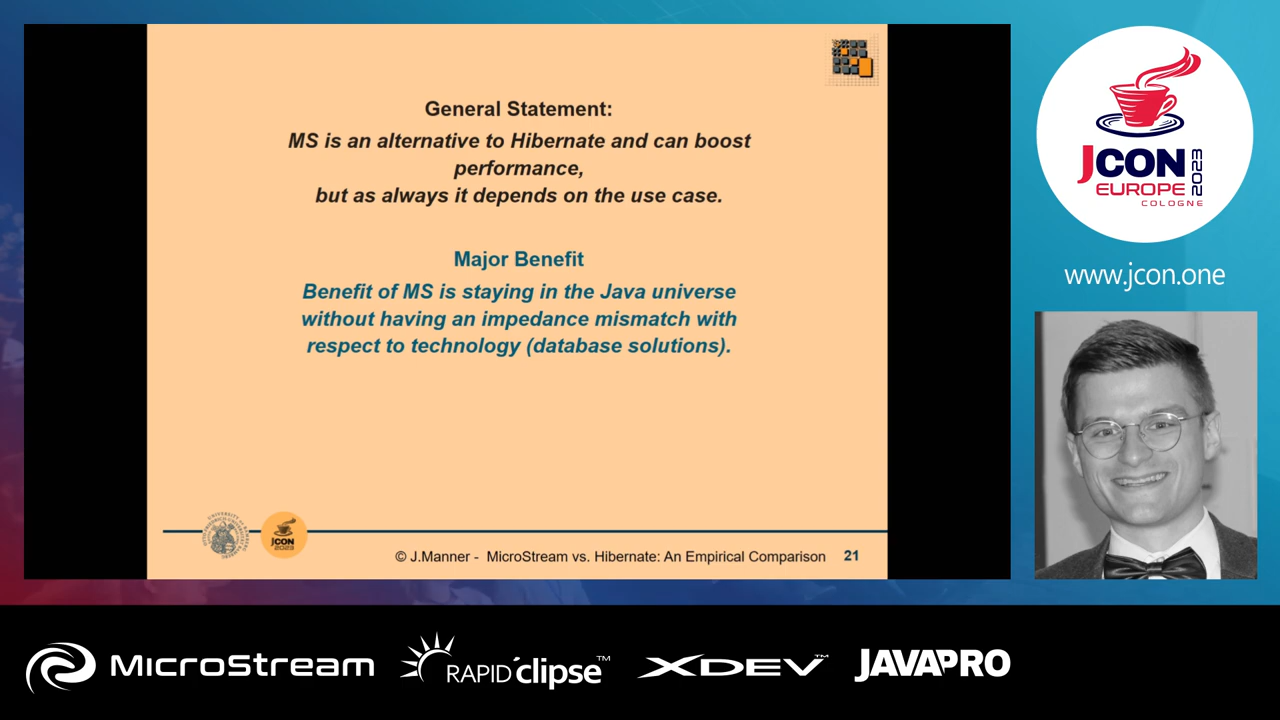 General Statement:
MS is an alternative to Hibernate and can boost
performance,
but as always it depends on the use case.
Major Benefit
Benefit of MS is staying in the Java universe
without having an impedance mismatch with
respect to technology (database solutions).
JCON
2023
© J.Manner - MicroStream vs. Hibernate: An Empirical Comparison 21
JCON
2023
EUROPE
COLOGNE
www.jcon.one
MicroStream
RAPIDclipse™
XDEV™
JAVAPRO